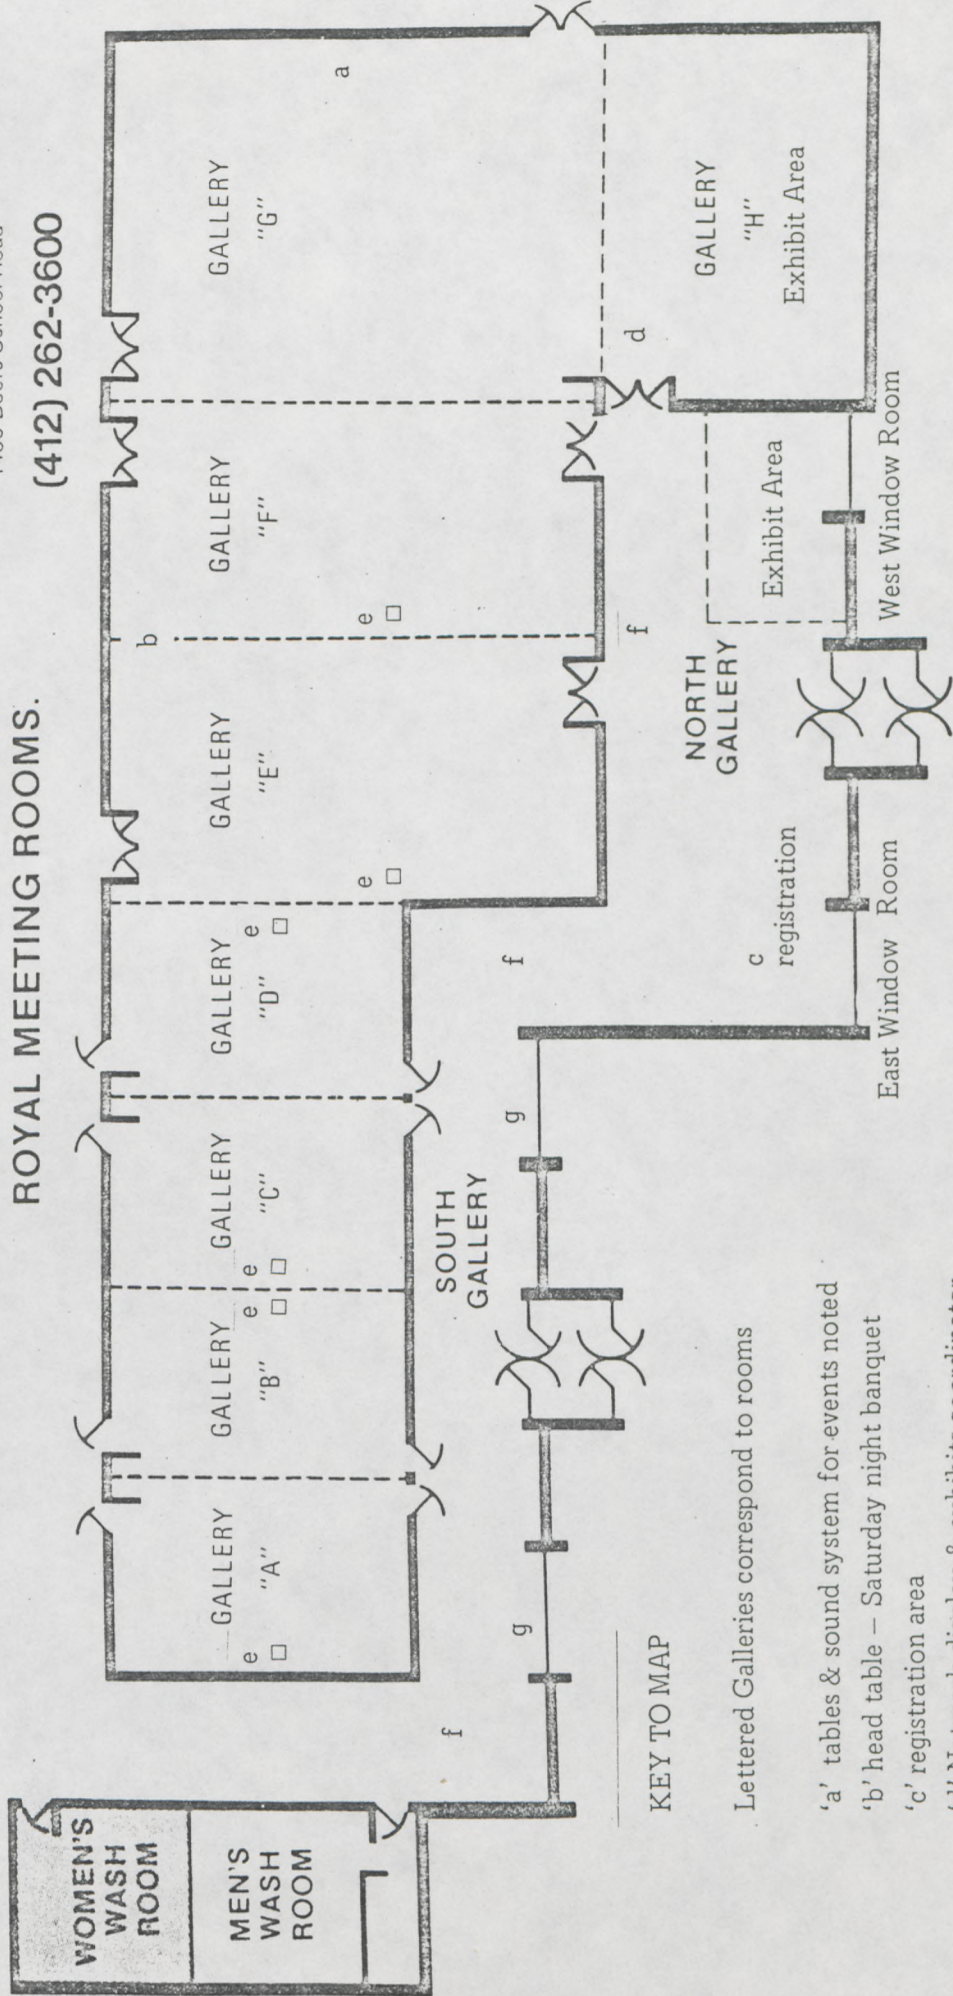 (412) 262-3600
ROYAL MEETING ROOMS.
WOMEN'S
WASH
ROOM
MEN'S
WASH
ROOM
GALLERY
"A"
e
GALLERY
"B"
e
GALLERY
"C"
e
GALLERY
"D"
e
GALLERY
"E"
e
GALLERY
"F"
e
b
GALLERY
"G"
a
GALLERY
"H"
Exhibit Area
d
Exhibit Area
West Window Room
NORTH
GALLERY
f
c
registration
East Window Room
f
SOUTH
GALLERY
g
g
f
KEY TO MAP
Lettered Galleries correspond to rooms
'a' tables & sound system for events noted
'b' head table – Saturday night banquet
'c' registration area